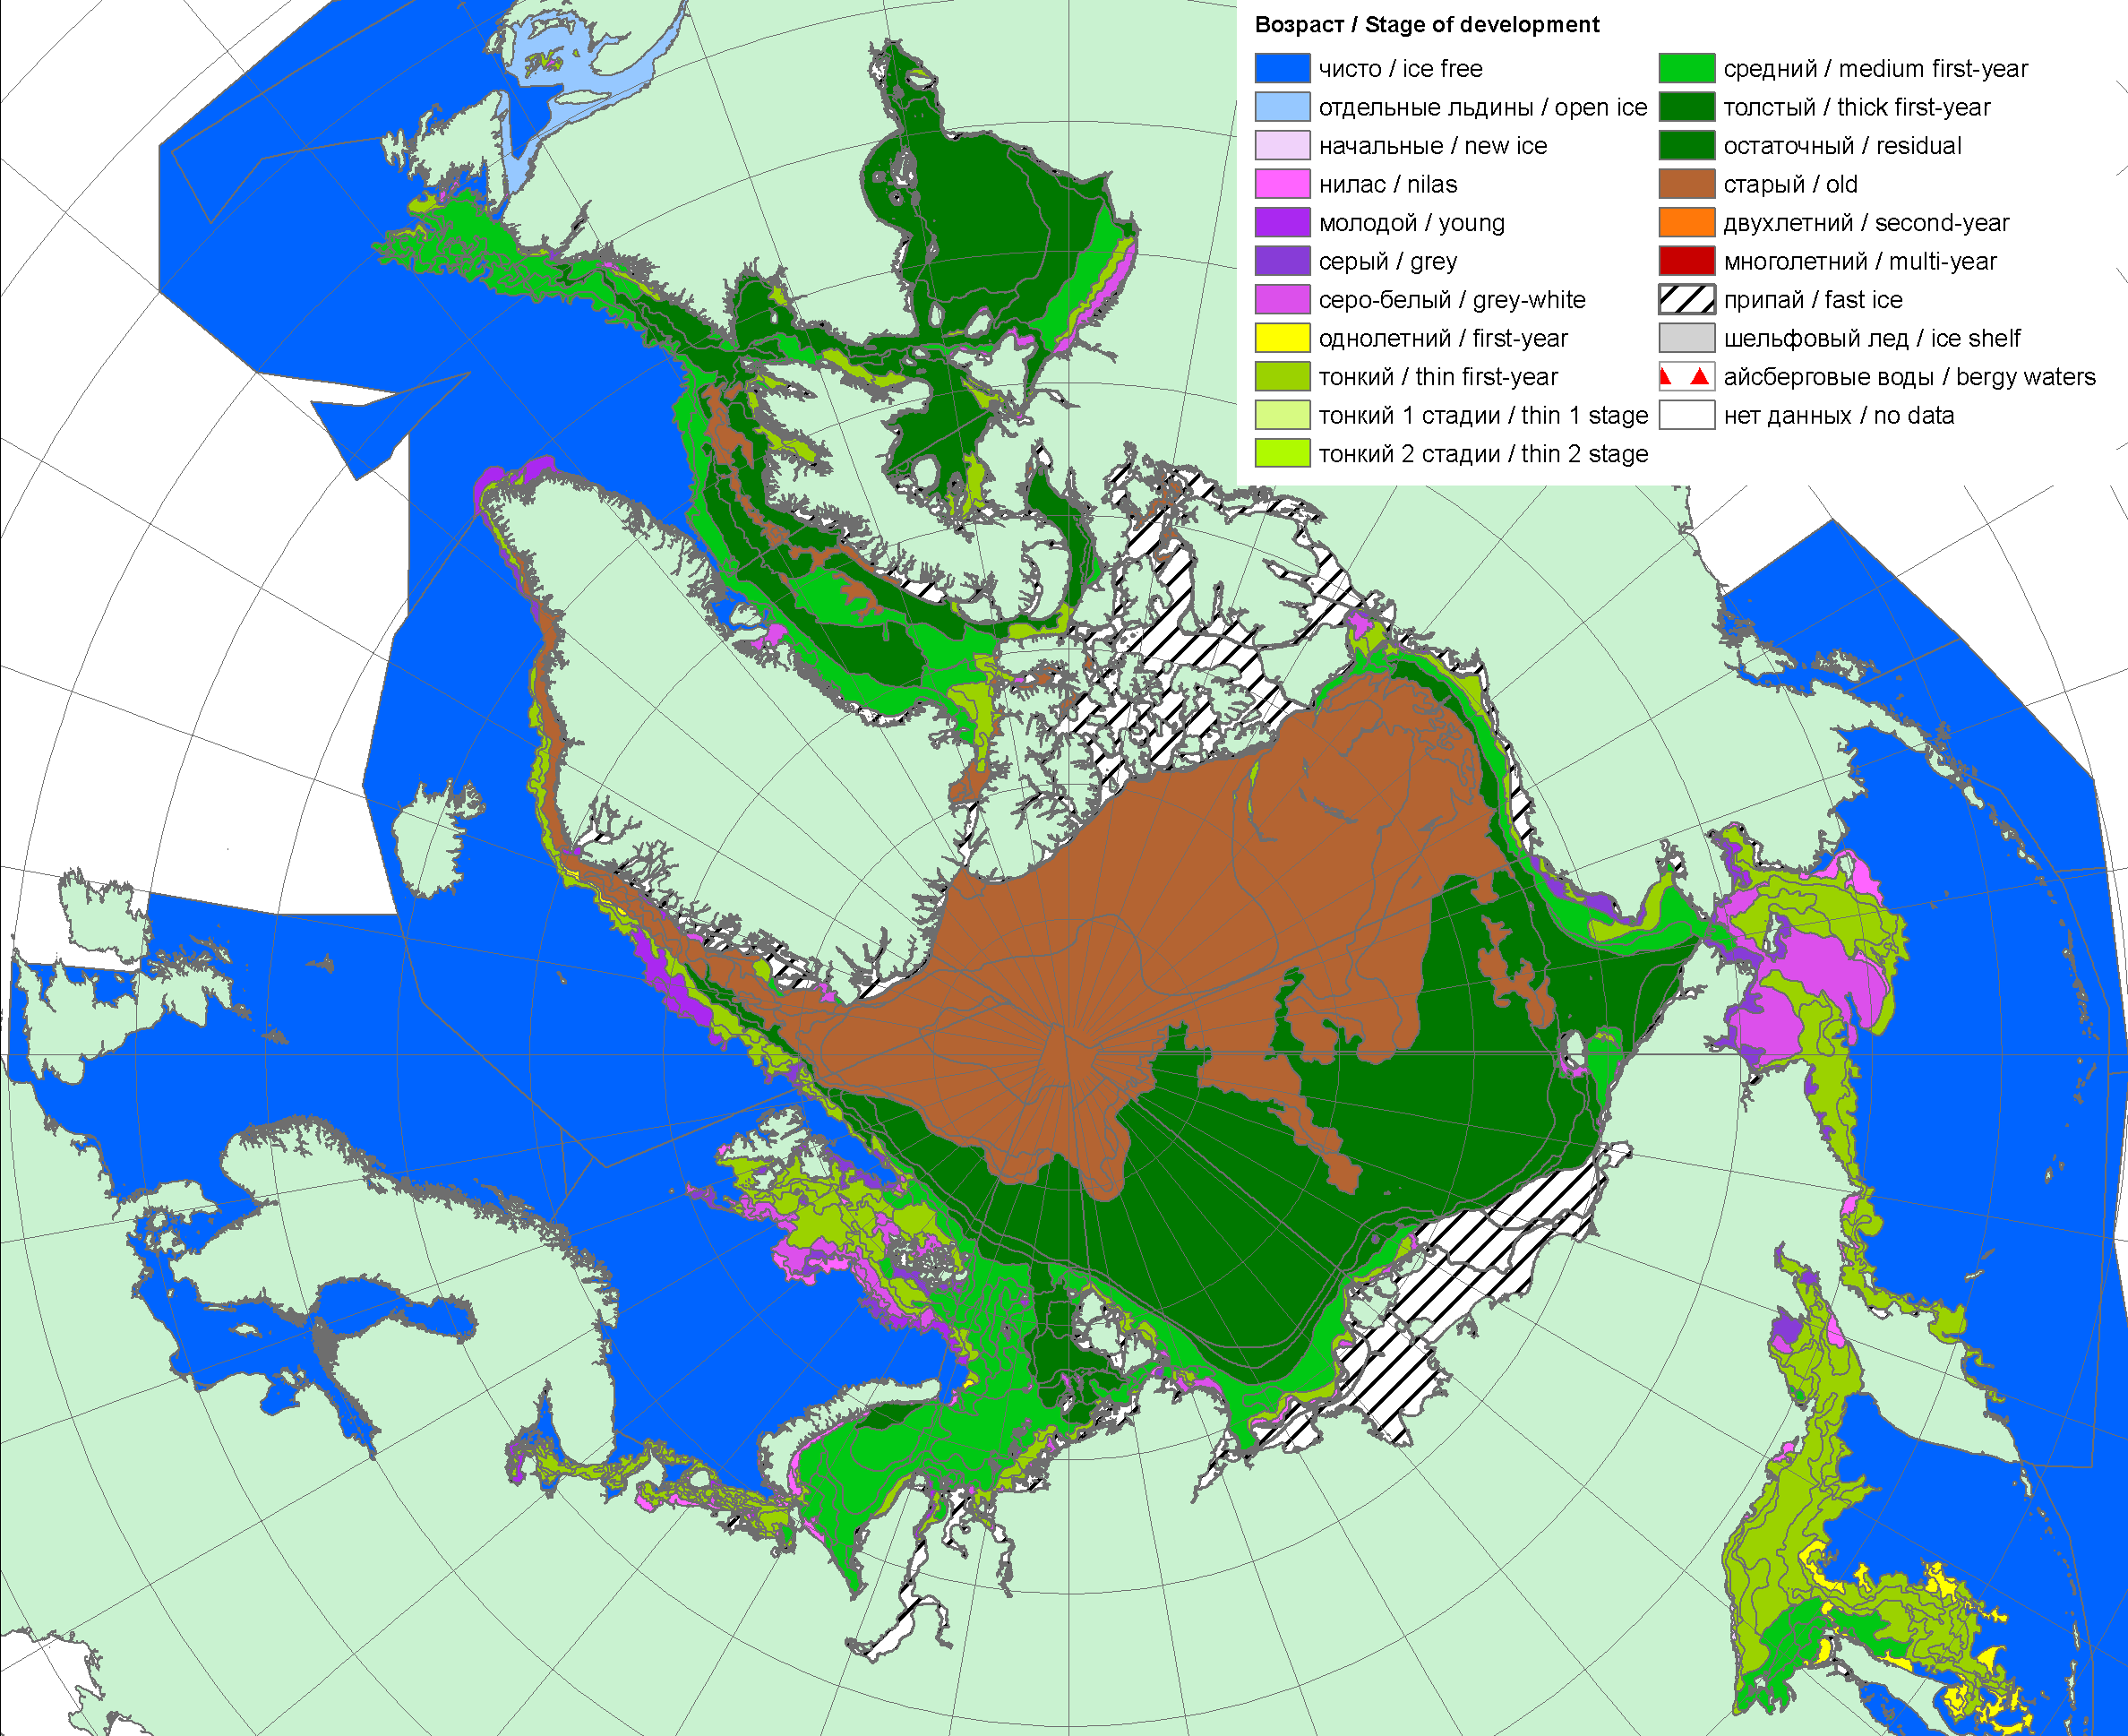 Возраст / Stage of development
чисто / ice free
отдельные льдины / open ice
начальные / new ice
нилас / nilas
молодой / young
серый / grey
серо-белый / grey-white
однолетний / first-year
тонкий / thin first-year
тонкий 1 стадии / thin 1 stage
тонкий 2 стадии / thin 2 stage
средний / medium first-year
толстый / thick first-year
остаточный / residual
старый / old
двухлетний / second-year
многолетний / multi-year
припай / fast ice
шельфовый лед / ice shelf
айсберговые воды / bergy waters
нет данных / no data